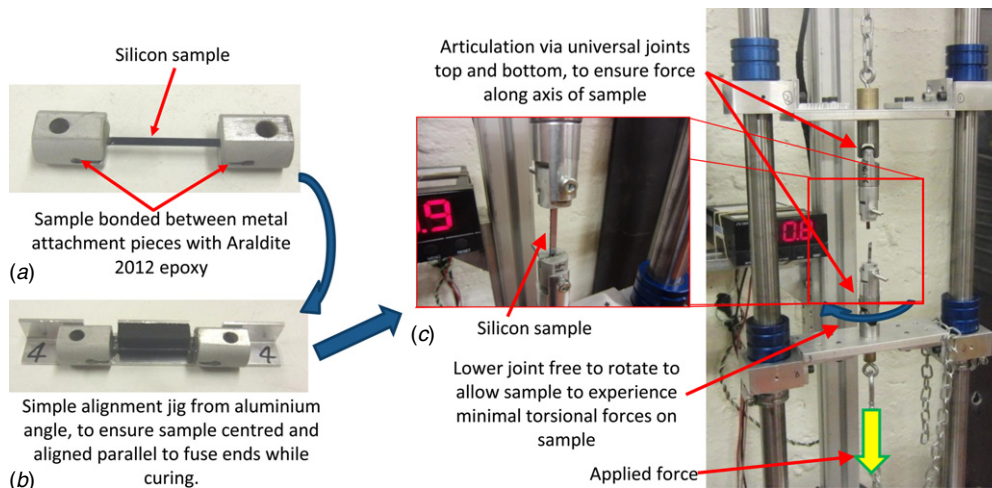 Silicon sample
Sample bonded between metal
attachment pieces with Araldite
2012 epoxy
(a)
4
4
(b)
Simple alignment jig from aluminium
angle, to ensure sample centred and
aligned parallel to fuse ends while
curing.
Articulation via universal joints
top and bottom, to ensure force
along axis of sample
.9
0.8
Silicon sample
(c)
Lower joint free to rotate to
allow sample to experience
minimal torsional forces on
sample
Applied force